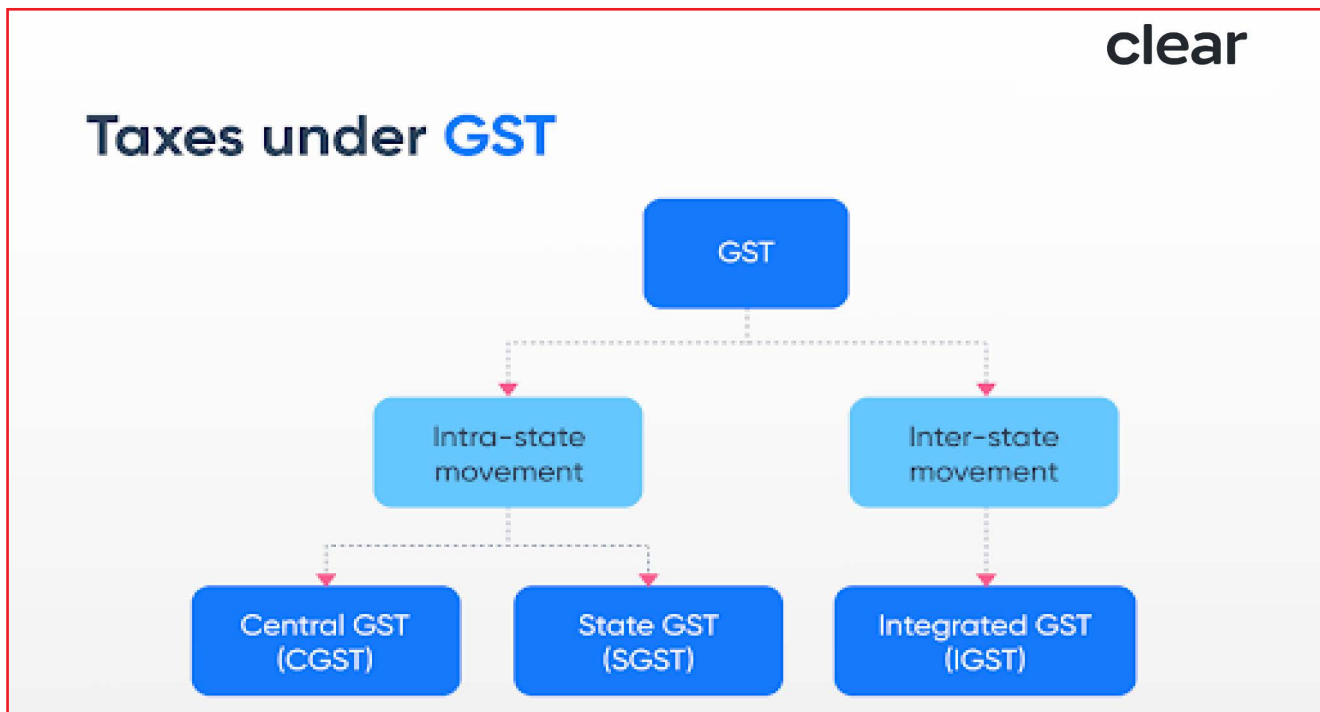 clear
Taxes under GST
GST
Intra-state
movement
Inter-state
movement
Central GST
(CGST)
State GST
(SGST)
Integrated GST
(IGST)